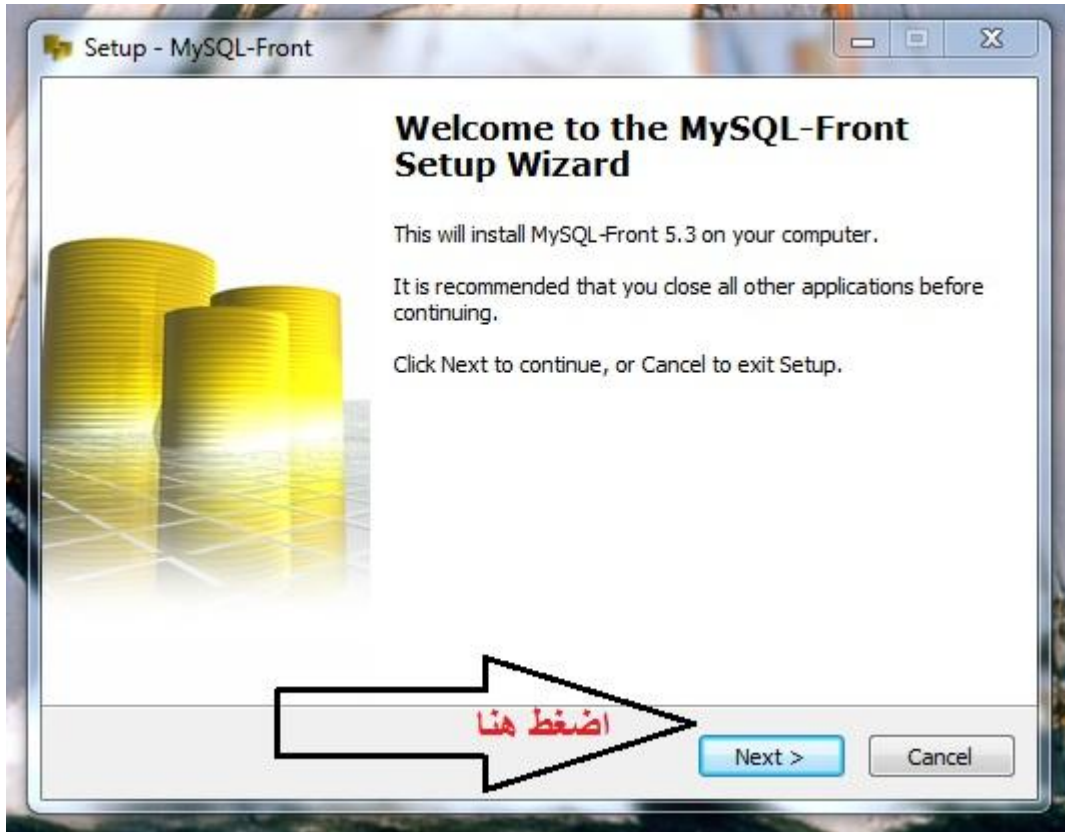 Setup - MySQL-Front
Welcome to the MySQL-Front
Setup Wizard
This will install MySQL-Front 5.3 on your computer.
It is recommended that you close all other applications before
continuing.
Click Next to continue, or Cancel to exit Setup.
اضغط هنا
Next >
Cancel